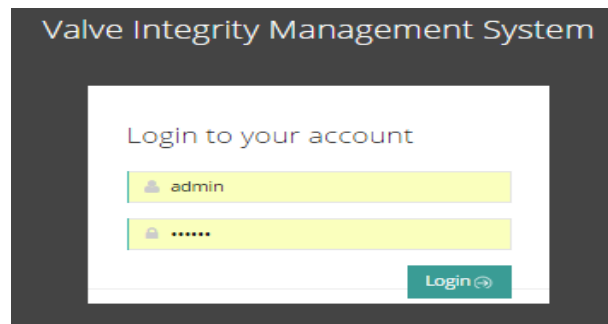 Valve Integrity Management System
Login to your account
admin
••••••
Login